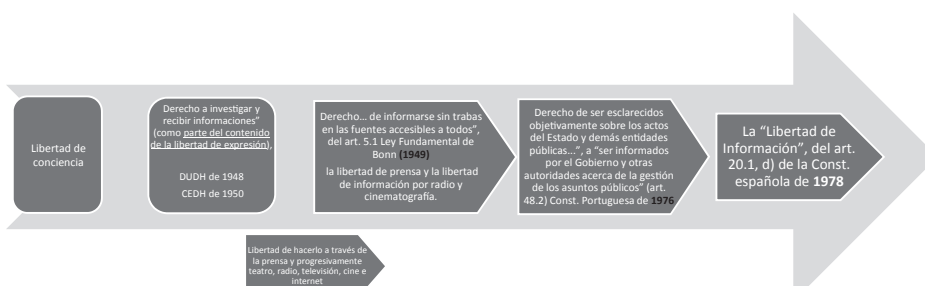 Libertad de
conciencia
Derecho a investigar y
recibir informaciones"
(como parte del contenido
de la libertad de expresión),
DUDH de 1948
CEDH de 1950
Derecho... de informarse sin trabas
en las fuentes accesibles a todos",
del art. 5.1 Ley Fundamental de
Bonn (1949)
la libertad de prensa y la libertad
de información por radio y
cinematografía.
Derecho de ser esclarecidos
objetivamente sobre los actos
del Estado y demás entidades
públicas...", a "ser informados
por el Gobierno y otras
autoridades acerca de la gestión
de los asuntos públicos" (art.
48.2) Const. Portuguesa de 1976
La "Libertad de
Información", del art.
20.1, d) de la Const.
española de 1978
Libertad de hacerlo a través de
la prensa y progresivamente
teatro, radio, televisión, cine e
internet